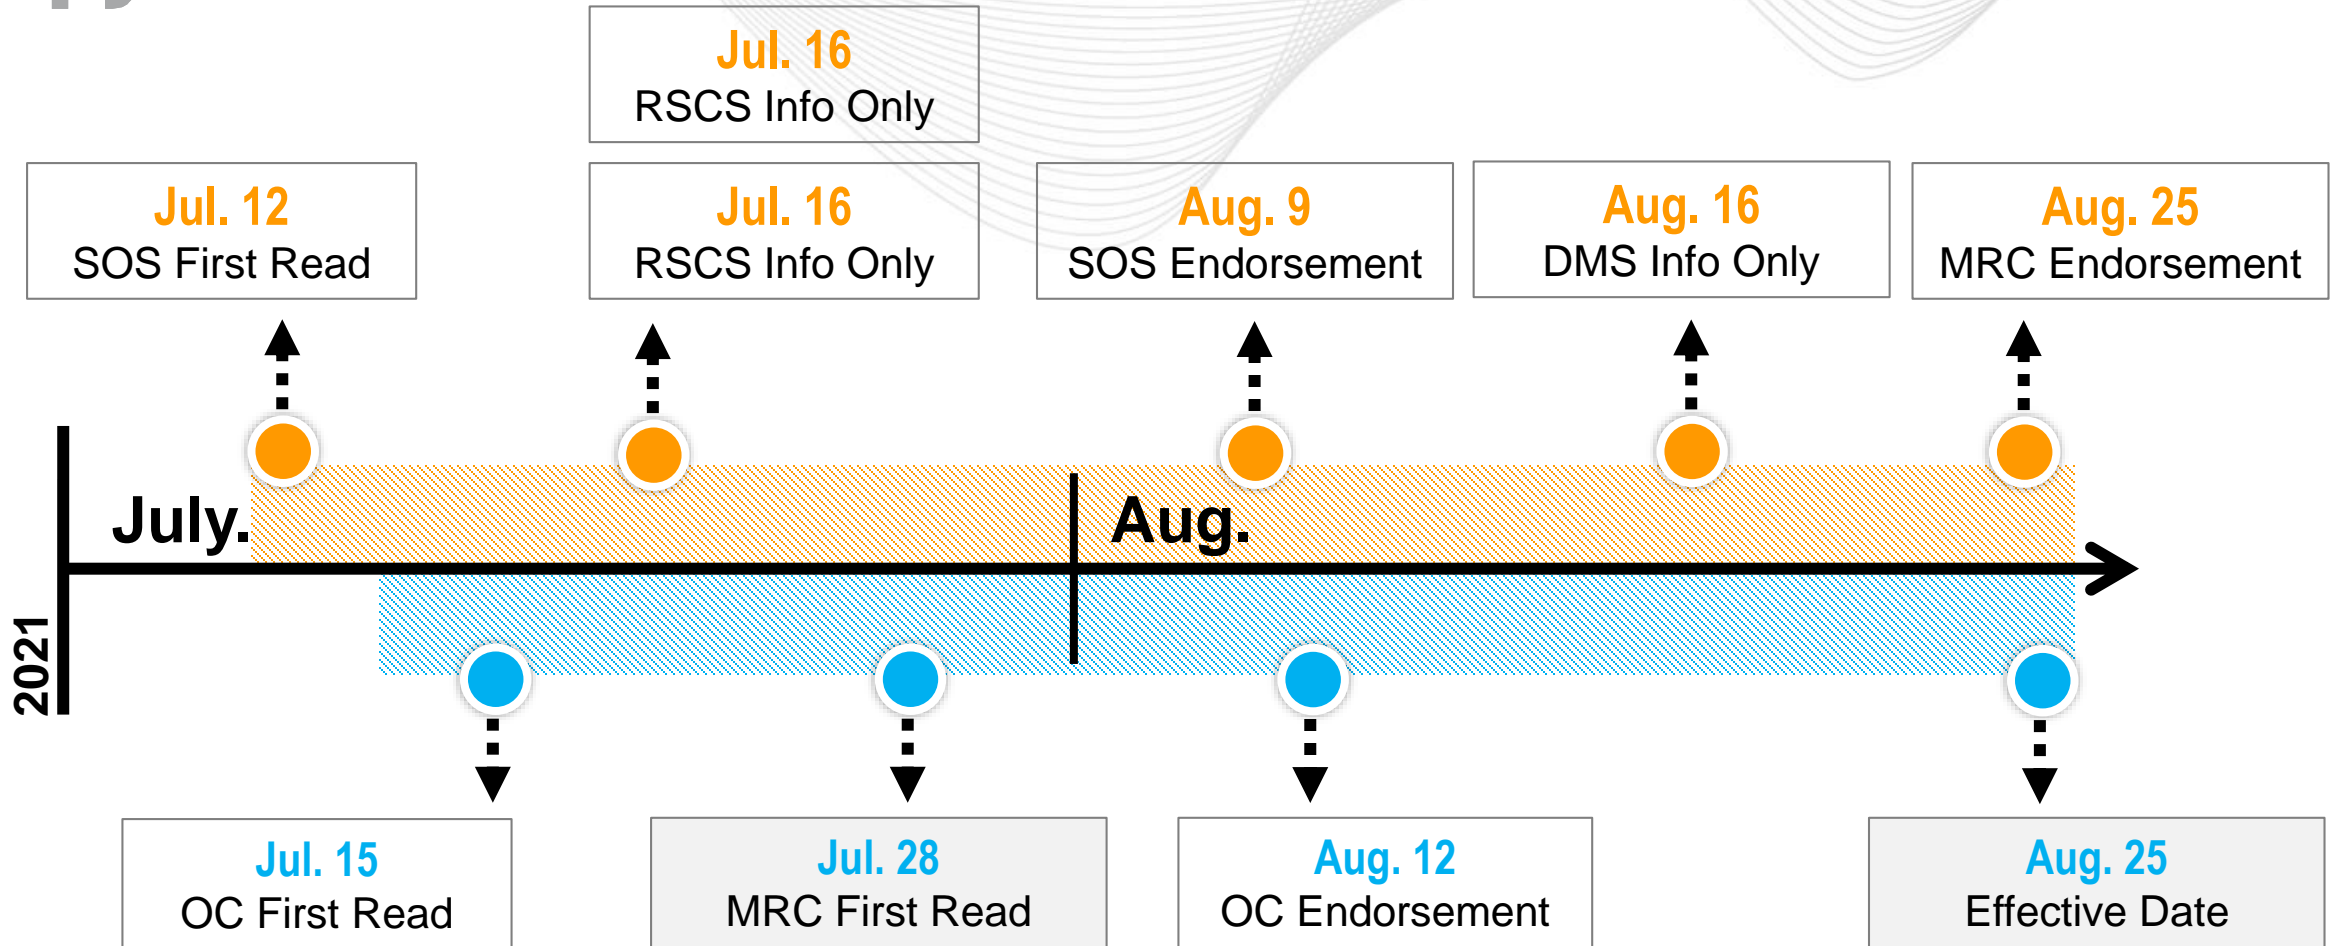 Jul. 16
RSCS Info Only
Jul. 12
SOS First Read
Jul. 16
RSCS Info Only
Aug. 9
SOS Endorsement
Aug. 16
DMS Info Only
Aug. 25
MRC Endorsement
July.
Aug.
2021
Jul. 15
OC First Read
Jul. 28
MRC First Read
Aug. 12
OC Endorsement
Aug. 25
Effective Date